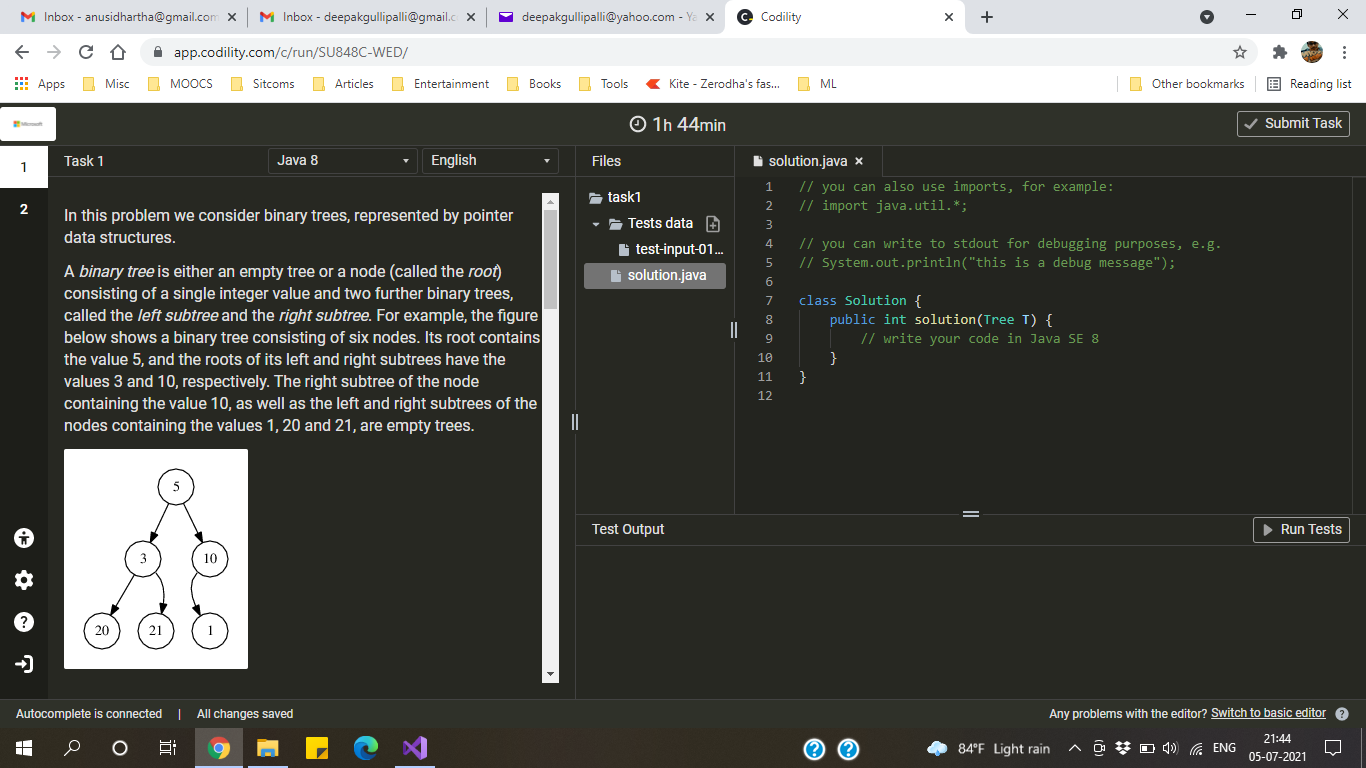 Inbox - anusidhartha@gmail.com
Inbox - deepakgullipalli@gmail.c
deepakgullipalli@yahoo.com - Ya
Codility
app.codility.com/c/run/SU848C-WED/
Apps
Misc
MOOCS
Sitcoms
Articles
Entertainment
Books
Tools
Kite - Zerodha's fas...
ML
Other bookmarks
Reading list
Microsoft
1h 44min
Submit Task
1
2
Task 1
Java 8
English
In this problem we consider binary trees, represented by pointer
data structures.
A binary tree is either an empty tree or a node (called the root)
consisting of a single integer value and two further binary trees,
called the left subtree and the right subtree. For example, the figure
below shows a binary tree consisting of six nodes. Its root contains
the value 5, and the roots of its left and right subtrees have the
values 3 and 10, respectively. The right subtree of the node
containing the value 10, as well as the left and right subtrees of the
nodes containing the values 1, 20 and 21, are empty trees.
5
3
10
20
21
1
Files
task1
Tests data
test-input-01...
solution.java
solution.java
1 // you can also use imports, for example:
2 // import java.util.*;
3
4 // you can write to stdout for debugging purposes, e.g.
5 // System.out.println("this is a debug message");
6
7 class Solution {
8 public int solution(Tree T) {
9 // write your code in Java SE 8
10 }
11 }
12
Test Output
Run Tests
Autocomplete is connected | All changes saved
Any problems with the editor? Switch to basic editor
84°F Light rain
ENG
21:44
05-07-2021